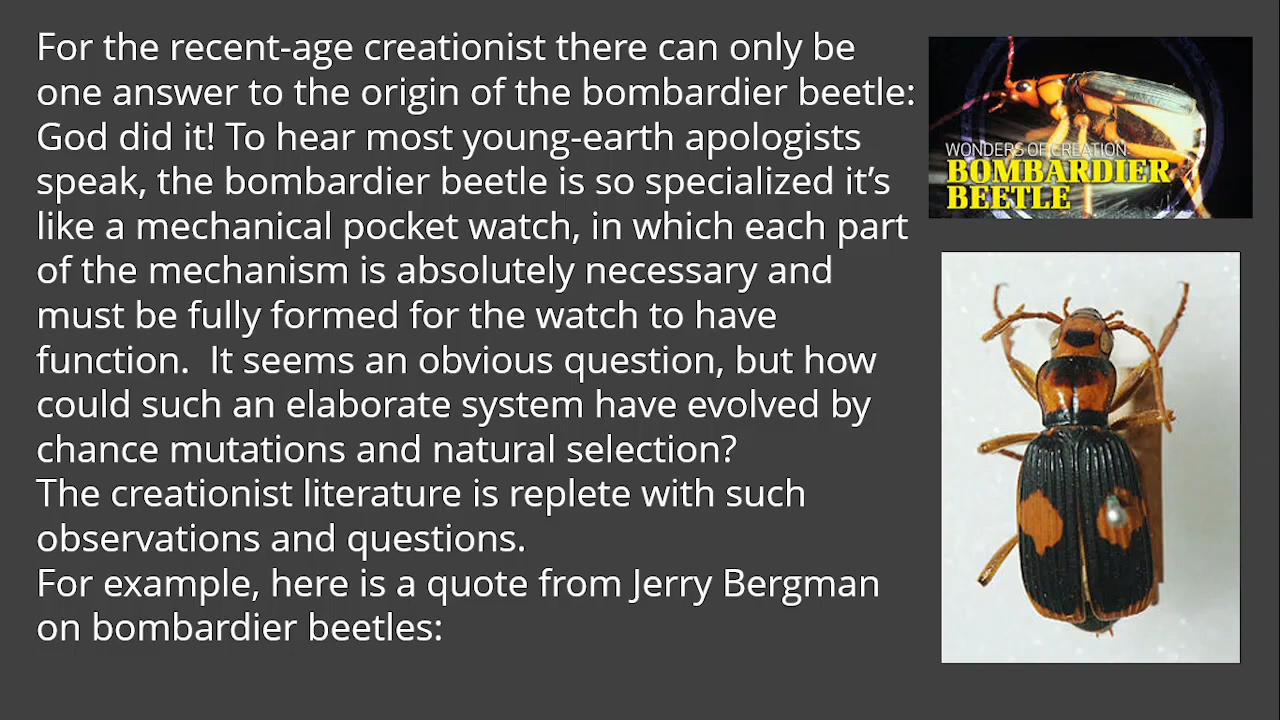 For the recent-age creationist there can only be
one answer to the origin of the bombardier beetle:
God did it! To hear most young-earth apologists
speak, the bombardier beetle is so specialized it’s
like a mechanical pocket watch, in which each part
of the mechanism is absolutely necessary and
must be fully formed for the watch to have
function.  It seems an obvious question, but how
could such an elaborate system have evolved by
chance mutations and natural selection?
The creationist literature is replete with such
observations and questions.
For example, here is a quote from Jerry Bergman
on bombardier beetles:
WONDERS OF CREATION
BOMBARDIER
BEETLE